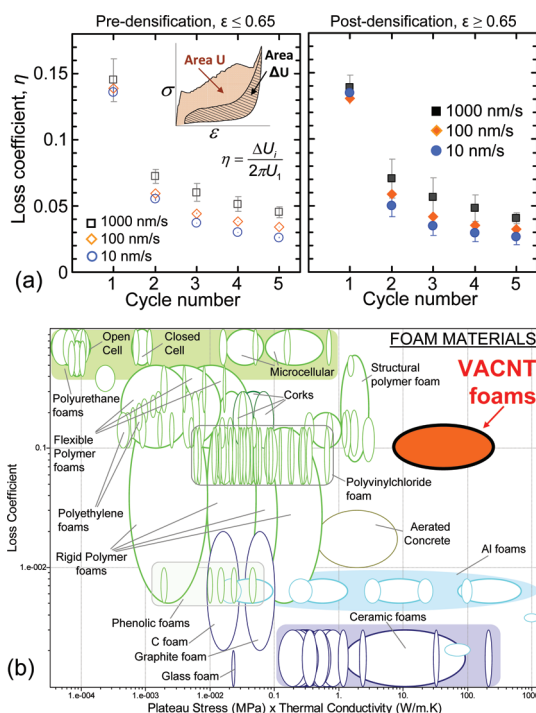 Pre-densification, ε ≤ 0.65
Post-densification, ε ≥ 0.65
Loss coefficient, η
0.15
0.10
0.05
0
Area U
Area
ΔU
σ
ε
η = ΔUi / 2πU1
1000 nm/s
100 nm/s
10 nm/s
1000 nm/s
100 nm/s
10 nm/s
1 2 3 4 5
1 2 3 4 5
(a)
Cycle number
Cycle number
FOAM MATERIALS
Open
Cell
Closed
Cell
Microcellular
Structural
polymer foam
VACNT
foams
Polyurethane
foams
Corks
Flexible
Polymer
foams
Loss Coefficient
0.1
Polyvinylchloride
foam
Polyethylene
foams
Rigid Polymer
foams
Aerated
Concrete
1.e-002
Al foams
Phenolic foams
C foam
Graphite foam
Glass foam
Ceramic foams
(b)
1.e-004 1.e-003 1.e-002 0.1 1. 10. 100.
Plateau Stress (MPa) x Thermal Conductivity (W/m.K)